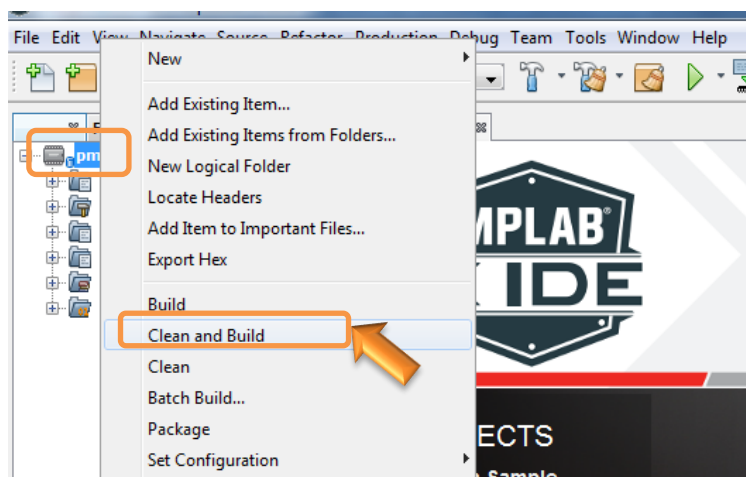 File Edit View Navigate Source Refactor Production Debug Team Tools Window Help
New
Add Existing Item...
Add Existing Items from Folders...
New Logical Folder
Locate Headers
Add Item to Important Files...
Export Hex
Build
Clean and Build
Clean
Batch Build...
Package
Set Configuration
pm
MPLAB®
IDE
ECTS
Sample